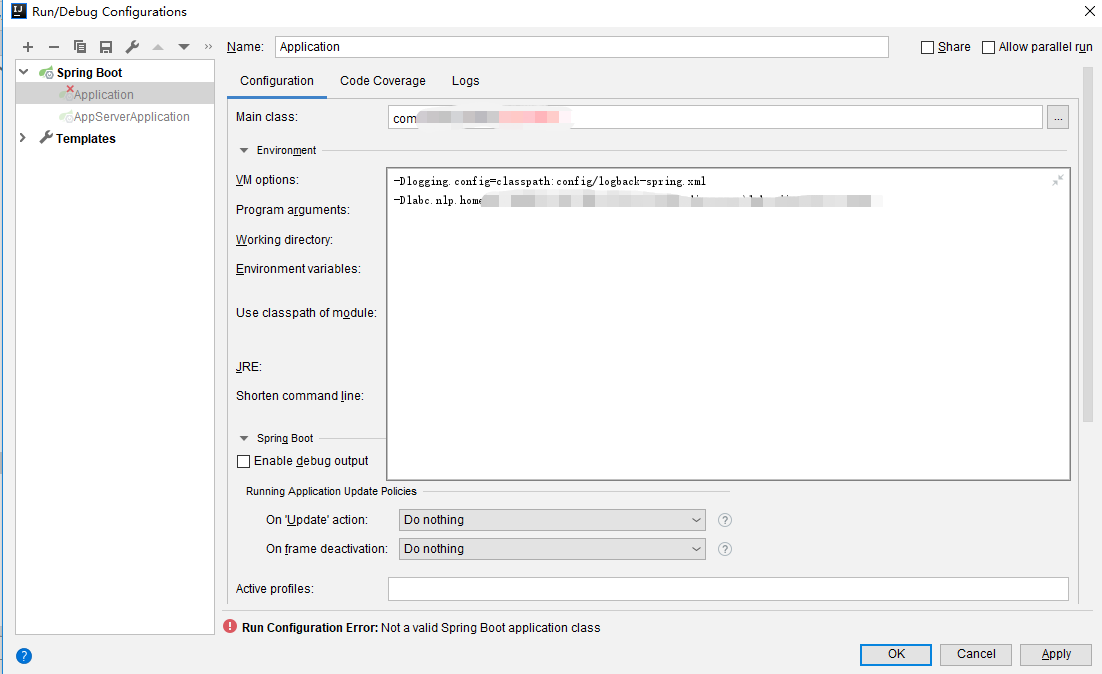 Run/Debug Configurations
Name: Application
Share
Allow parallel run
Spring Boot
Application
AppServerApplication
Templates
Configuration Code Coverage Logs
Main class: com
...
Environment
VM options:
-Dlogging.config=classpath:config/logback-spring.xml
-Dlabc.nlp.home
Program arguments:
Working directory:
Environment variables:
Use classpath of module:
JRE:
Shorten command line:
Spring Boot
Enable debug output
Running Application Update Policies
On 'Update' action: Do nothing ?
On frame deactivation: Do nothing ?
Active profiles:
Run Configuration Error: Not a valid Spring Boot application class
? OK Cancel Apply